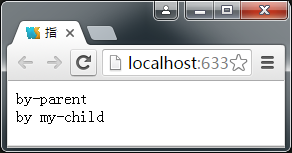 指
localhost:633
by-parent
by my-child